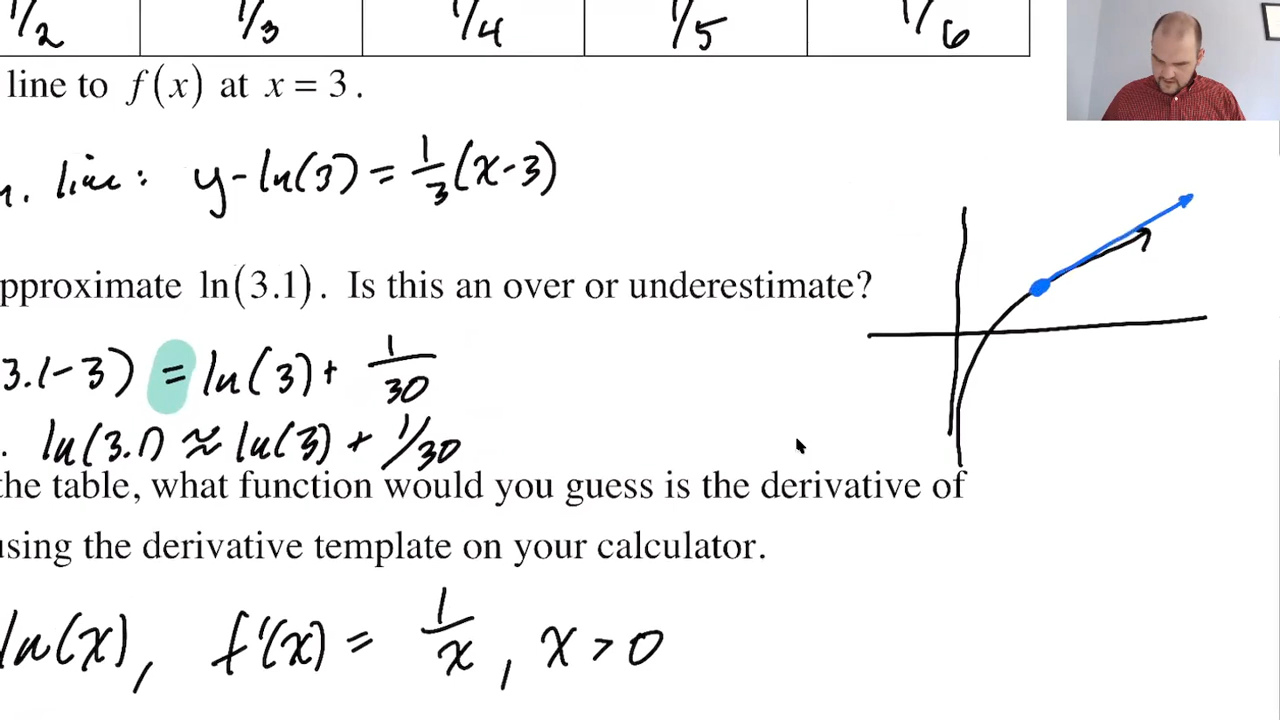 1/2 1/3 1/4 1/5 1/6
line to f(x) at x = 3.
n. line: y-ln(3) = 1/3 (x-3)
pproximate ln(3.1). Is this an over or underestimate?
3.1-3) = ln(3) + 1/30
. ln(3.1) ≈ ln(3) + 1/30
the table, what function would you guess is the derivative of
using the derivative template on your calculator.
ln(x), f'(x) = 1/x, x > 0